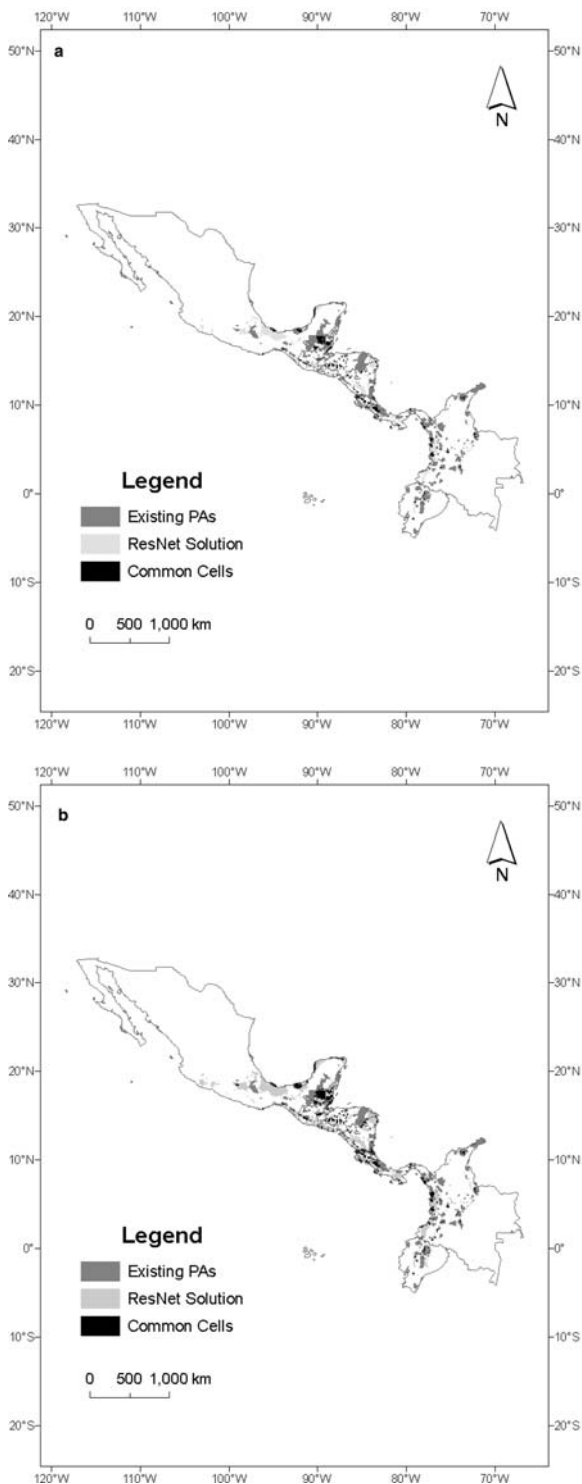 a
120°W 110°W 100°W 90°W 80°W 70°W
50°N 50°N
N
40°N 40°N
30°N 30°N
20°N 20°N
10°N 10°N
Legend
0° 0°
Existing PAs
ResNet Solution
Common Cells
10°S 10°S
0 500 1,000 km
20°S 20°S
120°W 110°W 100°W 90°W 80°W 70°W
120°W 110°W 100°W 90°W 80°W 70°W
b
50°N 50°N
N
40°N 40°N
30°N 30°N
20°N 20°N
10°N 10°N
Legend
0° 0°
Existing PAs
ResNet Solution
Common Cells
10°S 10°S
0 500 1,000 km
20°S 20°S
120°W 110°W 100°W 90°W 80°W 70°W